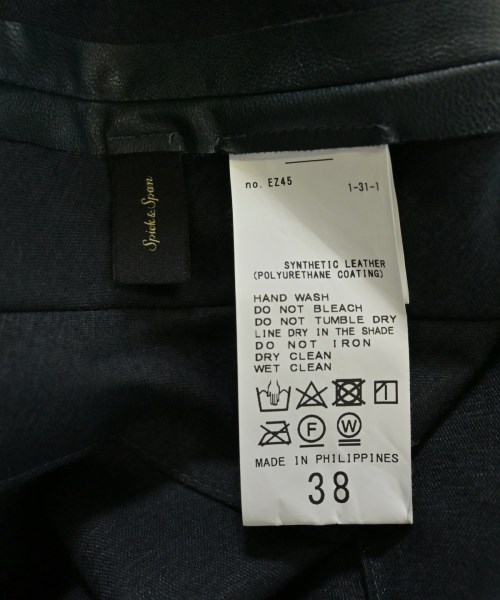 Spick & Span
no. EZ45 1-31-1
SYNTHETIC LEATHER
(POLYURETHANE COATING)
HAND WASH
DO NOT BLEACH
DO NOT TUMBLE DRY
LINE DRY IN THE SHADE
DO NOT IRON
DRY CLEAN
WET CLEAN
F W
MADE IN PHILIPPINES
38